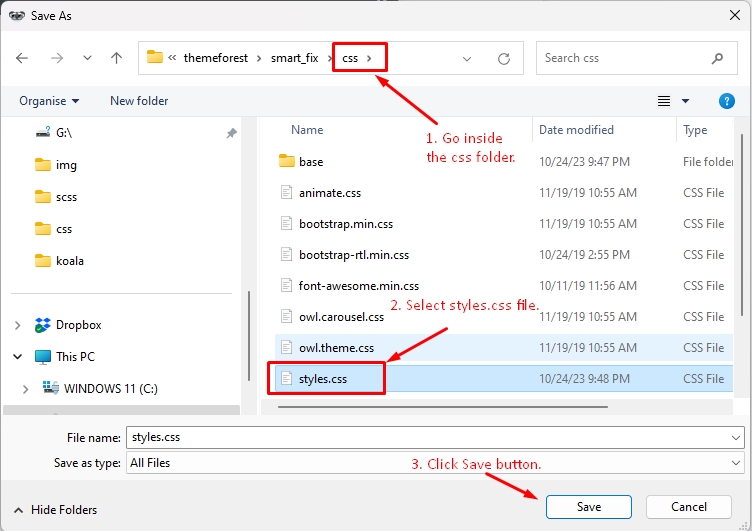 Save As
« themeforest > smart_fix > css >
Search css
Organise
New folder
?
Name
Date modified
Type
G:\
img
scss
css
koala
Dropbox
This PC
WINDOWS 11 (C:)
1. Go inside
the css folder.
base 10/24/23 9:47 PM File folder
animate.css 11/19/19 10:55 AM CSS File
bootstrap.min.css 11/19/19 10:55 AM CSS File
bootstrap-rtl.min.css 10/24/19 2:55 PM CSS File
font-awesome.min.css 10/11/19 11:56 AM CSS File
2. Select styles.css file.
owl.carousel.css 11/19/19 10:55 AM CSS File
owl.theme.css 11/19/19 10:55 AM CSS File
styles.css 10/24/23 9:48 PM CSS File
File name: styles.css
Save as type: All Files
3. Click Save button.
Hide Folders
Save
Cancel